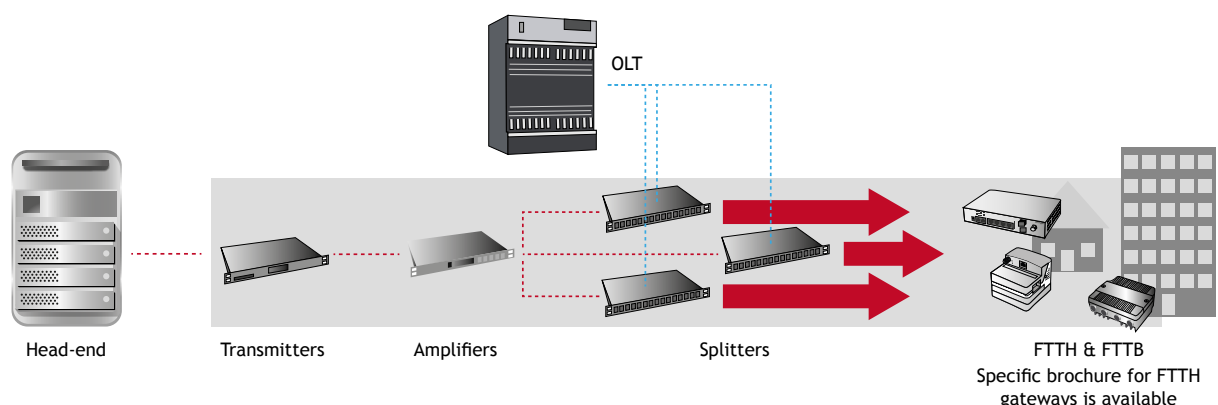 OLT
Head-end
Transmitters
Amplifiers
Splitters
FTTH & FTTB
Specific brochure for FTTH
gateways is available